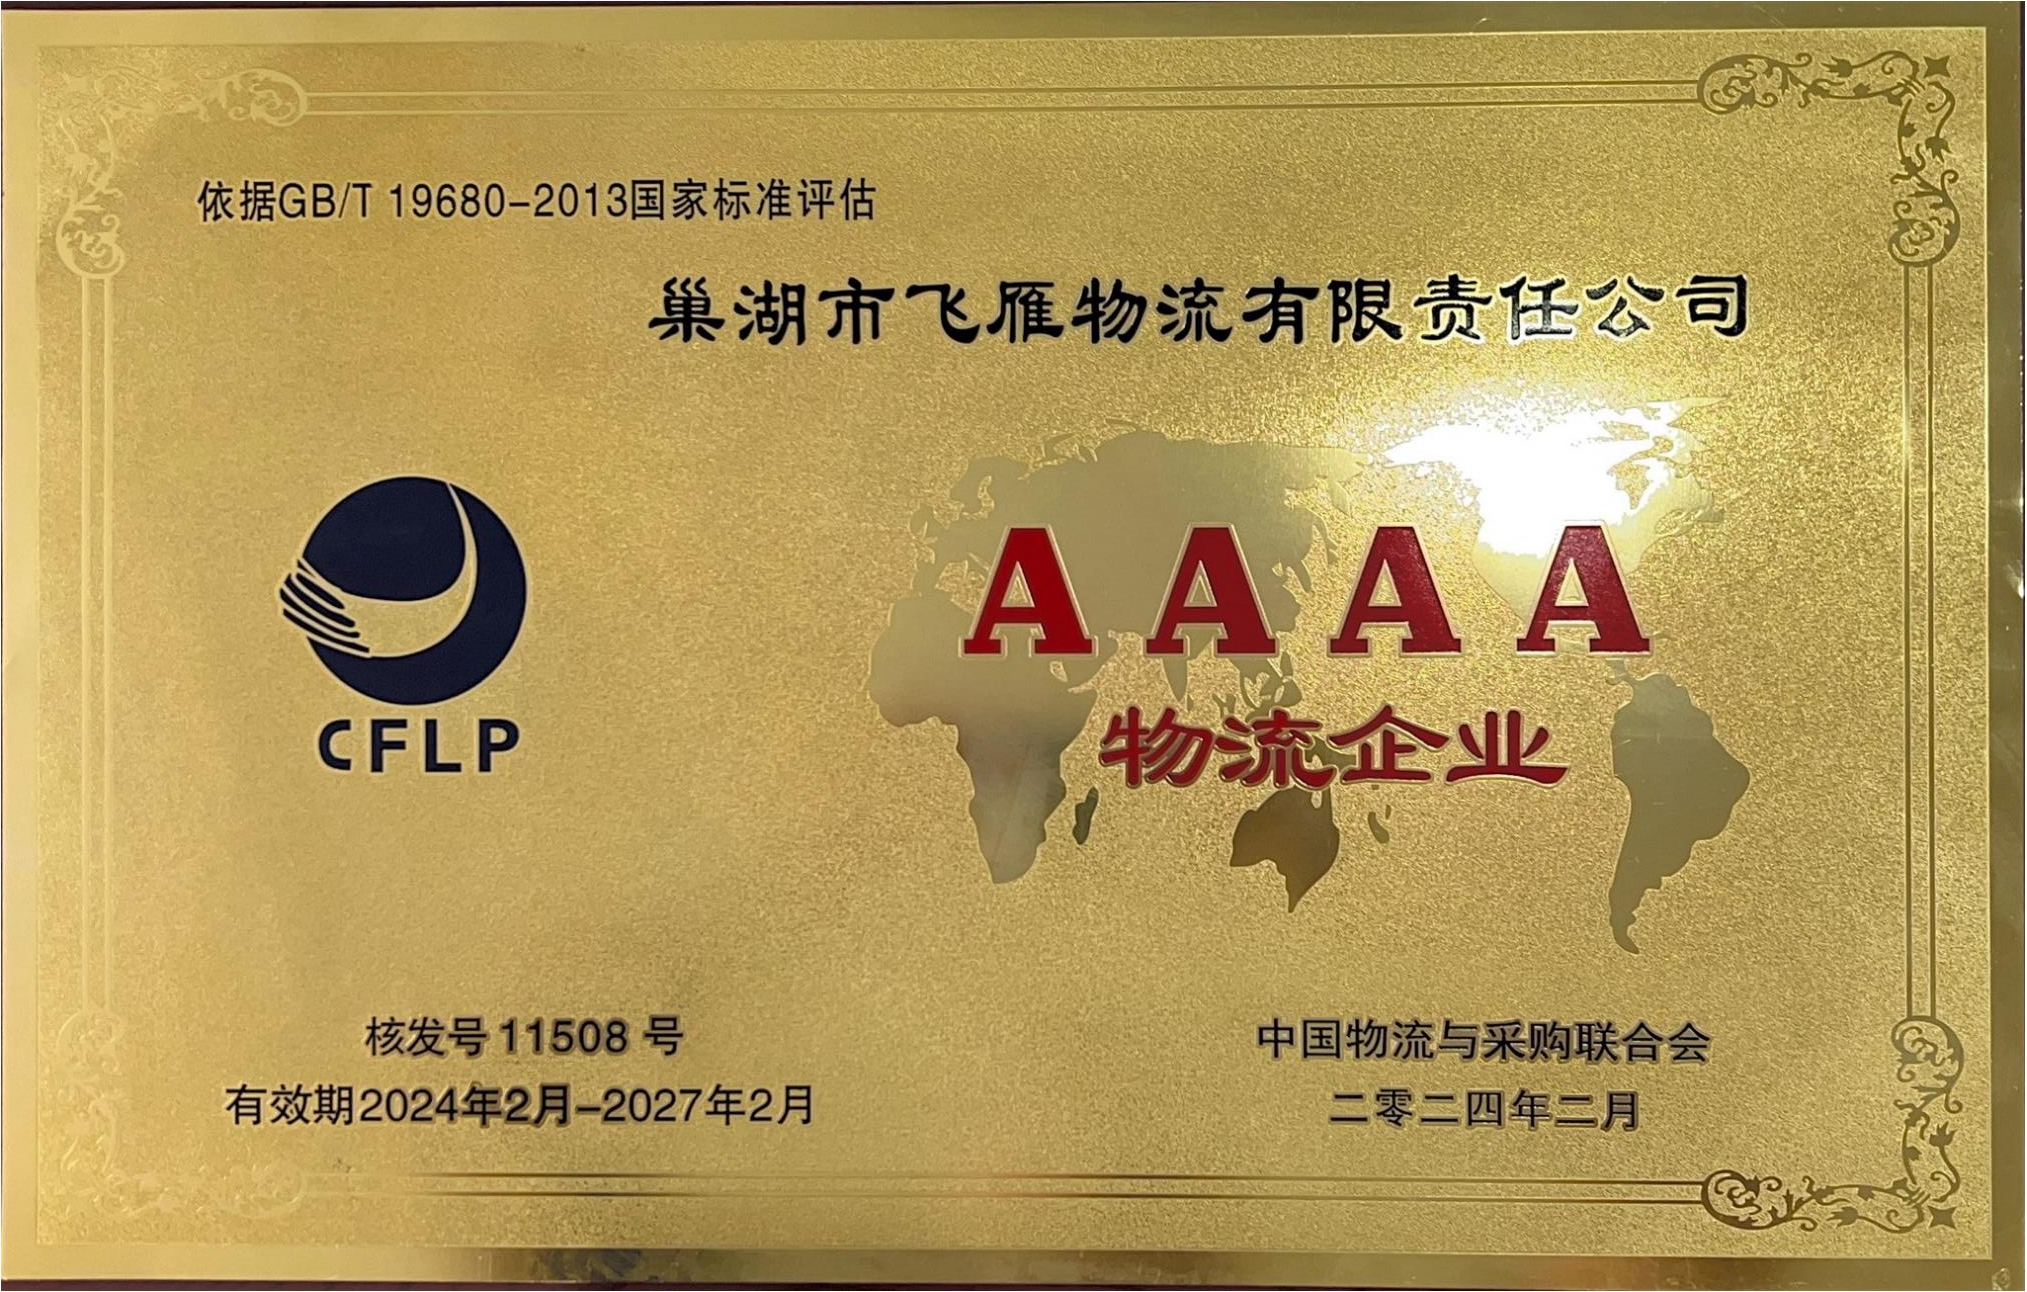 依据GB/T 19680-2013国家标准评估
巢湖市飞雁物流有限责任公司
AAAA
物流企业
CFLP
核发号 11508 号
有效期2024年2月-2027年2月
中国物流与采购联合会
二零二四年二月